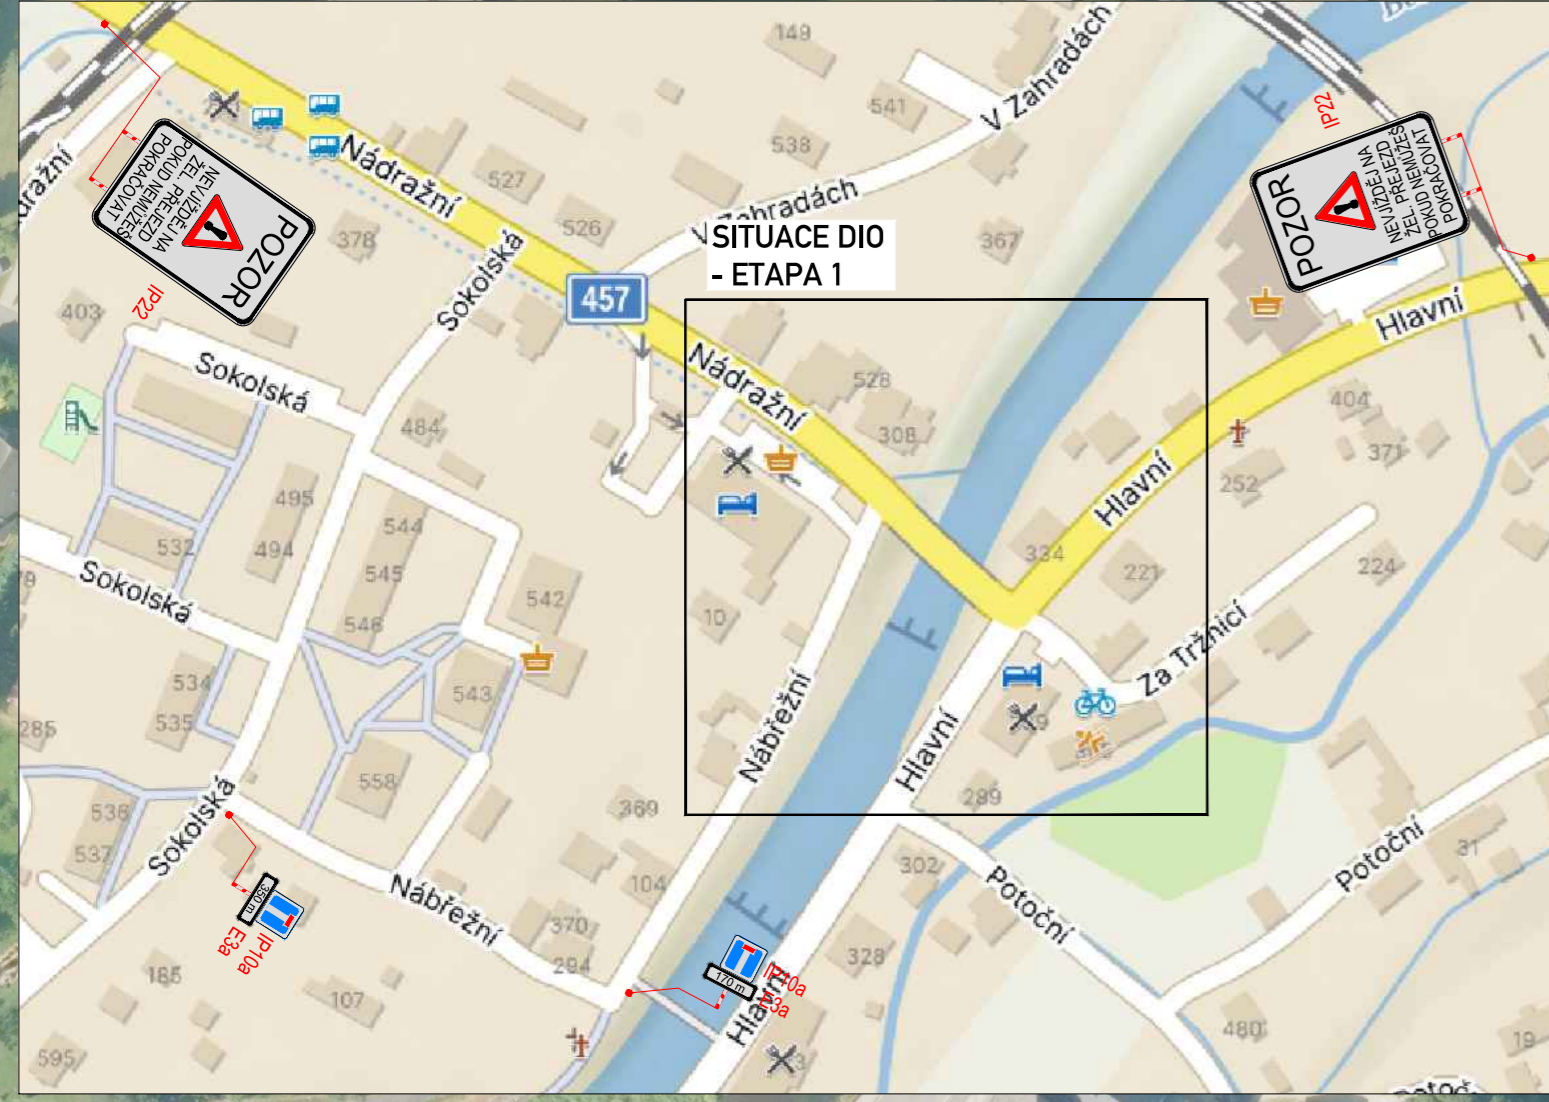 149
V Zahradách
541
538
Nádražní
527
526
V Zahradách
SITUACE DIO
- ETAPA 1
367
IP22
POZOR
NEVJÍŽDĚJ NA
ŽEL. PŘEJEZD
POKUD NEMŮŽEŠ
POKRAČOVAT
POZOR
NEVJÍŽDĚJ NA
ŽEL. PŘEJEZD
POKUD NEMŮŽEŠ
POKRAČOVAT
IP22
378
403
Sokolská
457
Hlavní
Sokolská
Nádražní
528
308
404
371
252
484
495
494
544
545
546
532
Sokolská
542
Hlavní
334
221
224
10
534
535
285
543
Za Tržnicí
Nábřežní
Hlavní
289
558
536
537
Sokolská
369
104
302
Potoční
Potoční
31
350 m
E3a
IP10a
Nábřežní
370
294
170 m
IP10a
E3a
Hlavní
328
186
107
595
480
19